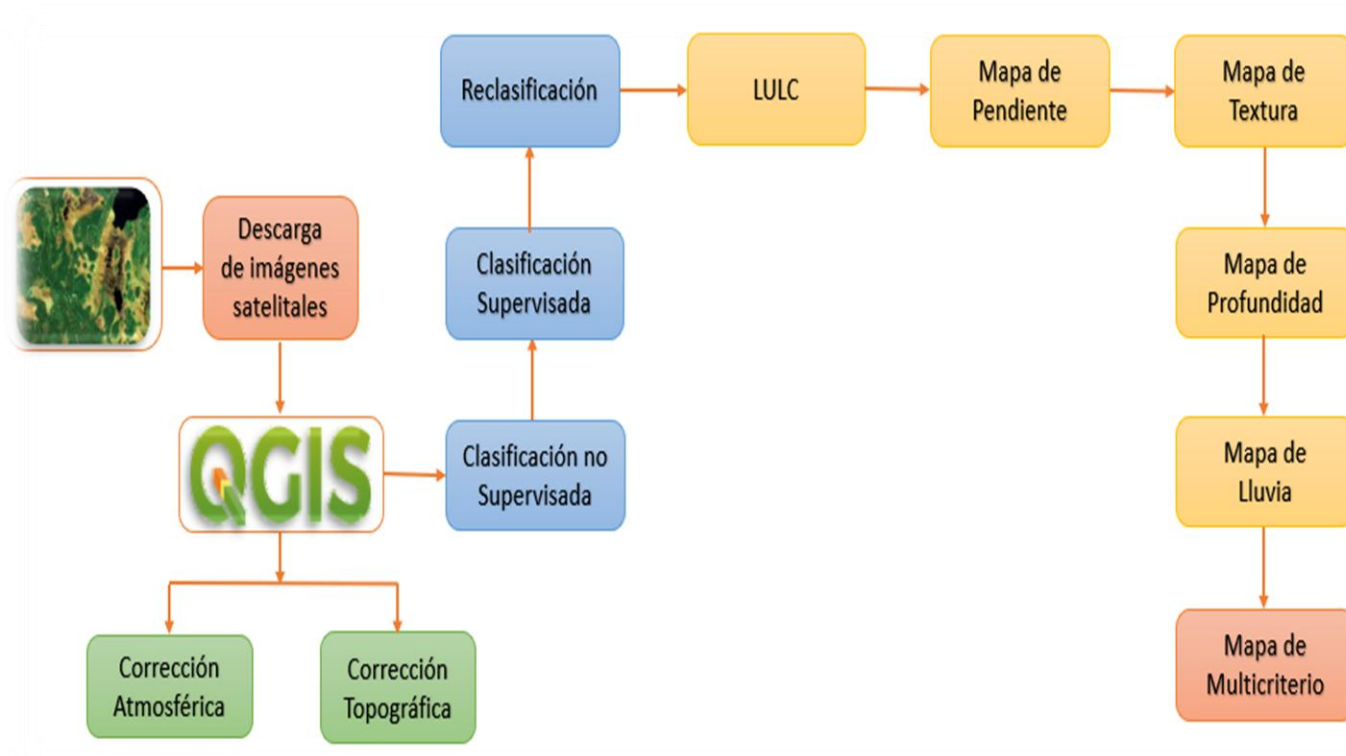 Descarga
de imágenes
satelitales
QGIS
Corrección
Atmosférica
Corrección
Topográfica
Clasificación no
Supervisada
Clasificación
Supervisada
Reclasificación
LULC
Mapa de
Pendiente
Mapa de
Textura
Mapa de
Profundidad
Mapa de
Lluvia
Mapa de
Multicriterio